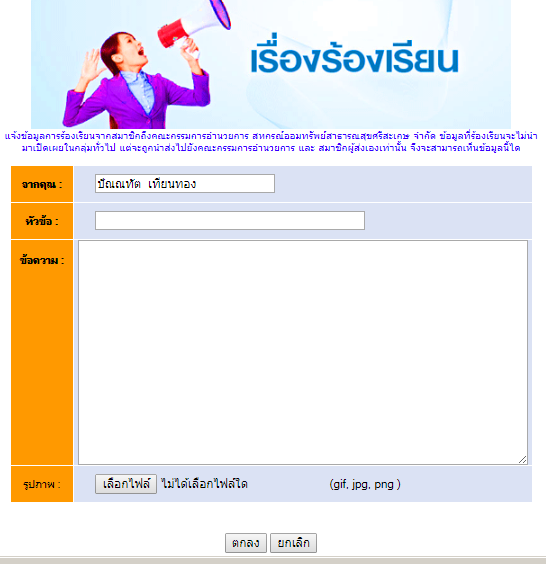 เรื่องร้องเรียน
แจ้งข้อมูลการร้องเรียนจากสมาชิกถึงคณะกรรมการอำนวยการ สหกรณ์ออมทรัพย์สาธารณสุขศรีสะเกษ จำกัด ข้อมูลที่ร้องเรียนจะไม่นำ
มาเปิดเผยในกลุ่มทั่วไป แต่จะถูกนำส่งไปยังคณะกรรมการอำนวยการ และ สมาชิกผู้ส่งเองเท่านั้น จึงจะสามารถเห็นข้อมูลนี้ได้
จากคุณ : ปัณณทัต เทียนทอง
หัวข้อ :
ข้อความ :
รูปภาพ : เลือกไฟล์ ไม่ได้เลือกไฟล์ใด (gif, jpg, png )
ตกลง ยกเลิก